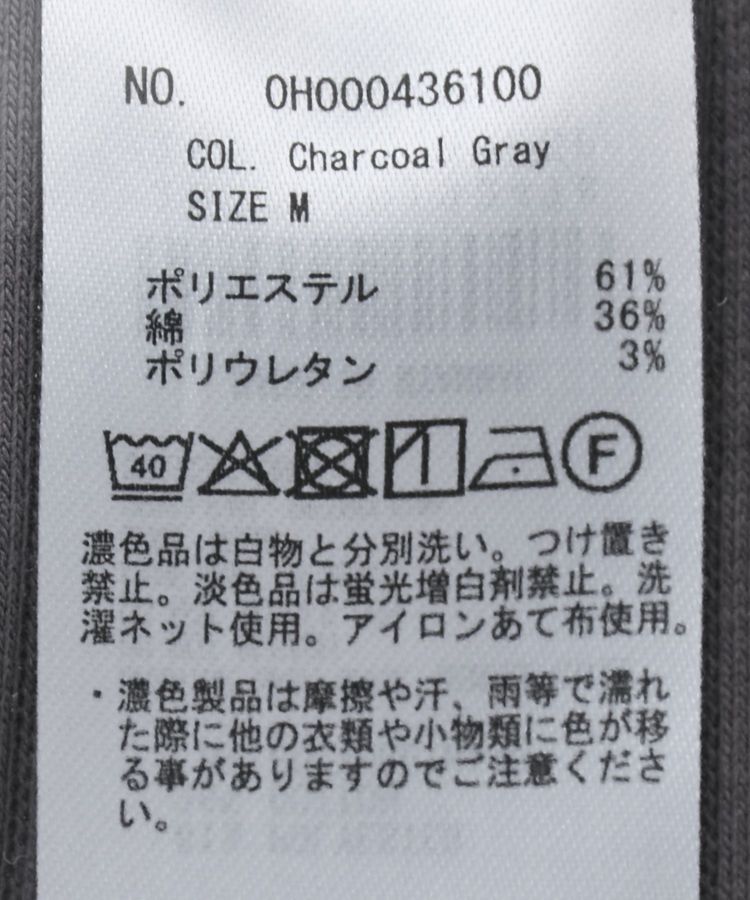 NO. 0H000436100
COL. Charcoal Gray
SIZE M
ポリエステル 61%
綿 36%
ポリウレタン 3%
40 F
濃色品は白物と分別洗い。つけ置き
禁止。淡色品は蛍光増白剤禁止。洗
濯ネット使用。アイロンあて布使用。
・濃色製品は摩擦や汗、雨等で濡れ
た際に他の衣類や小物類に色が移
る事がありますのでご注意くださ
い。